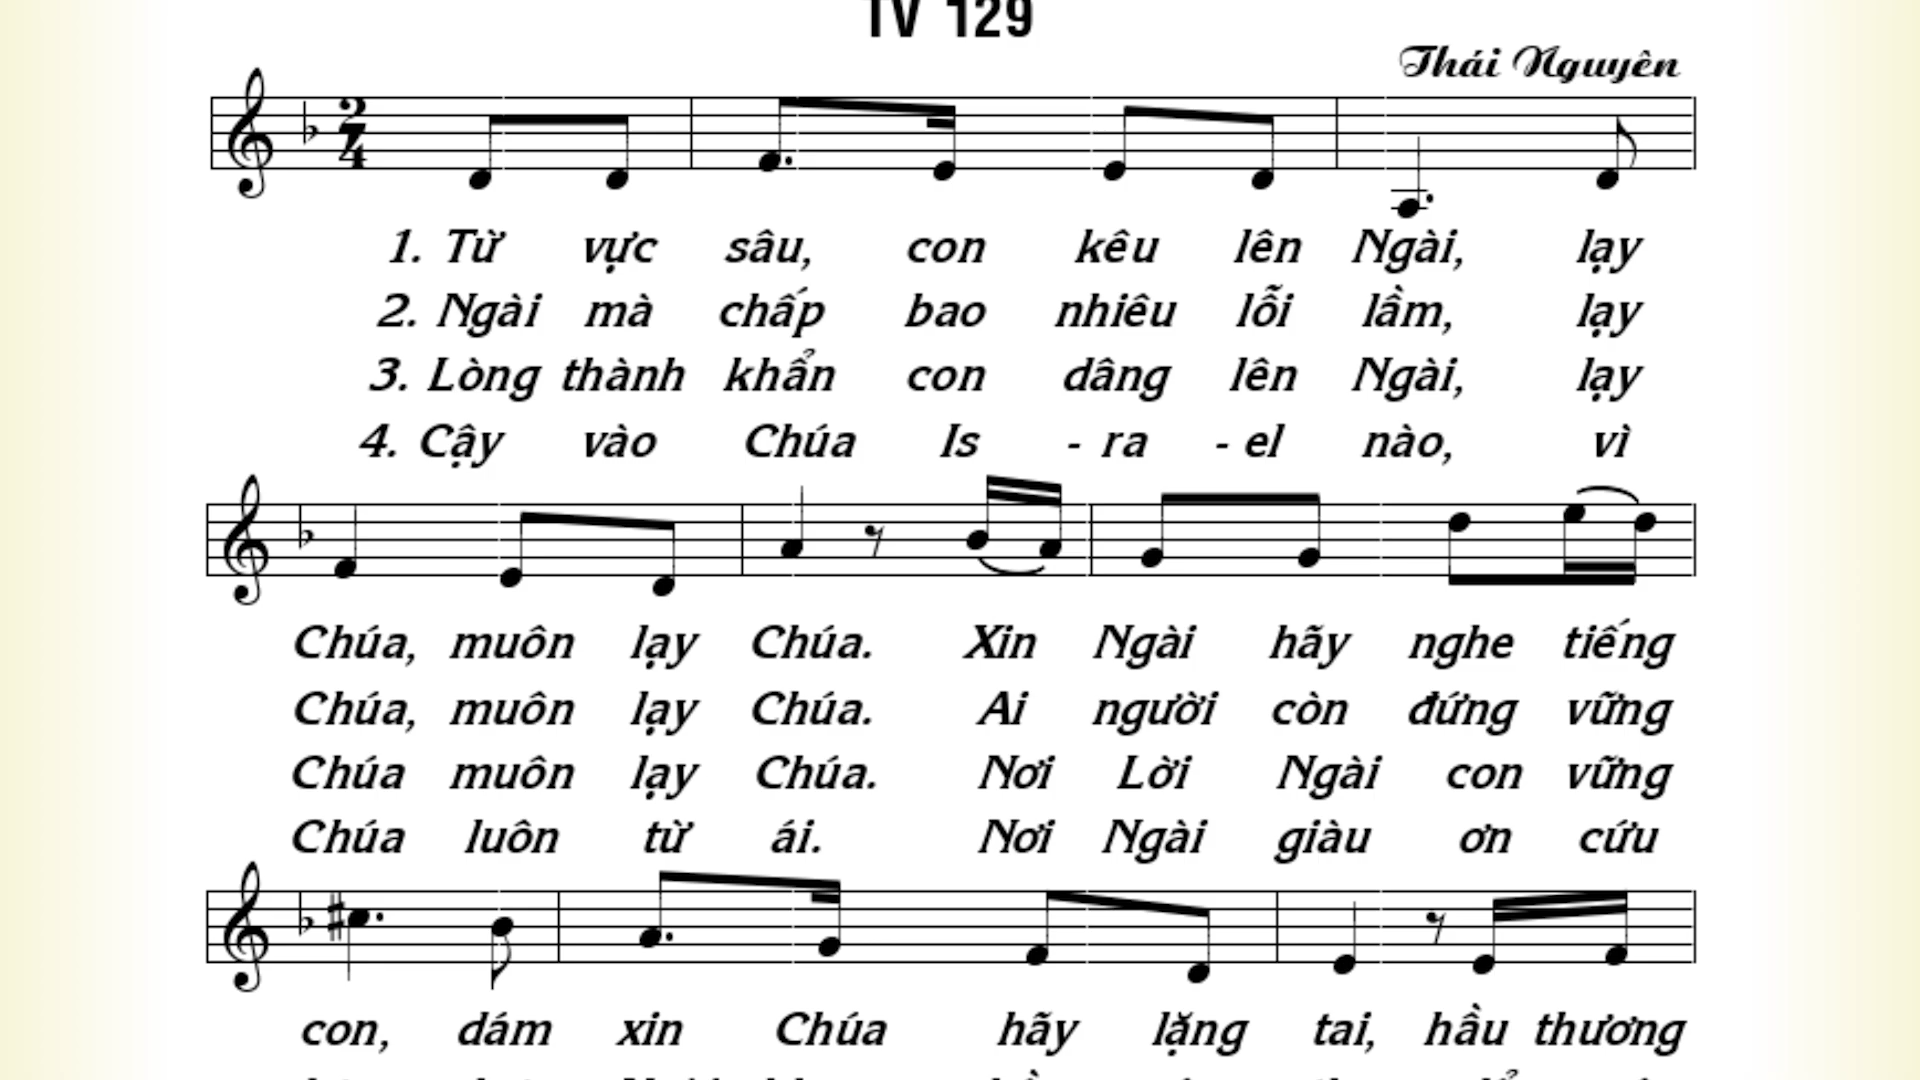 TV 129
Thái Nguyên
1. Từ vực sâu, con kêu lên Ngài, lạy
2. Ngài mà chấp bao nhiêu lỗi lầm, lạy
3. Lòng thành khẩn con dâng lên Ngài, lạy
4. Cậy vào Chúa Is - ra - el nào, vì
Chúa, muôn lạy Chúa. Xin Ngài hãy nghe tiếng
Chúa, muôn lạy Chúa. Ai người còn đứng vững
Chúa muôn lạy Chúa. Nơi Lời Ngài con vững
Chúa luôn từ ái. Nơi Ngài giàu ơn cứu
con, dám xin Chúa hãy lặng tai, hầu thương